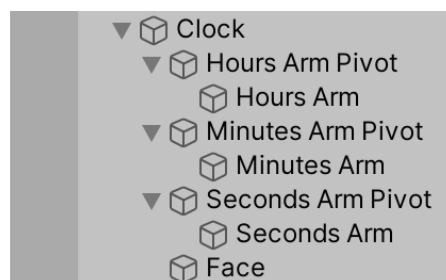 Clock
Hours Arm Pivot
Hours Arm
Minutes Arm Pivot
Minutes Arm
Seconds Arm Pivot
Seconds Arm
Face